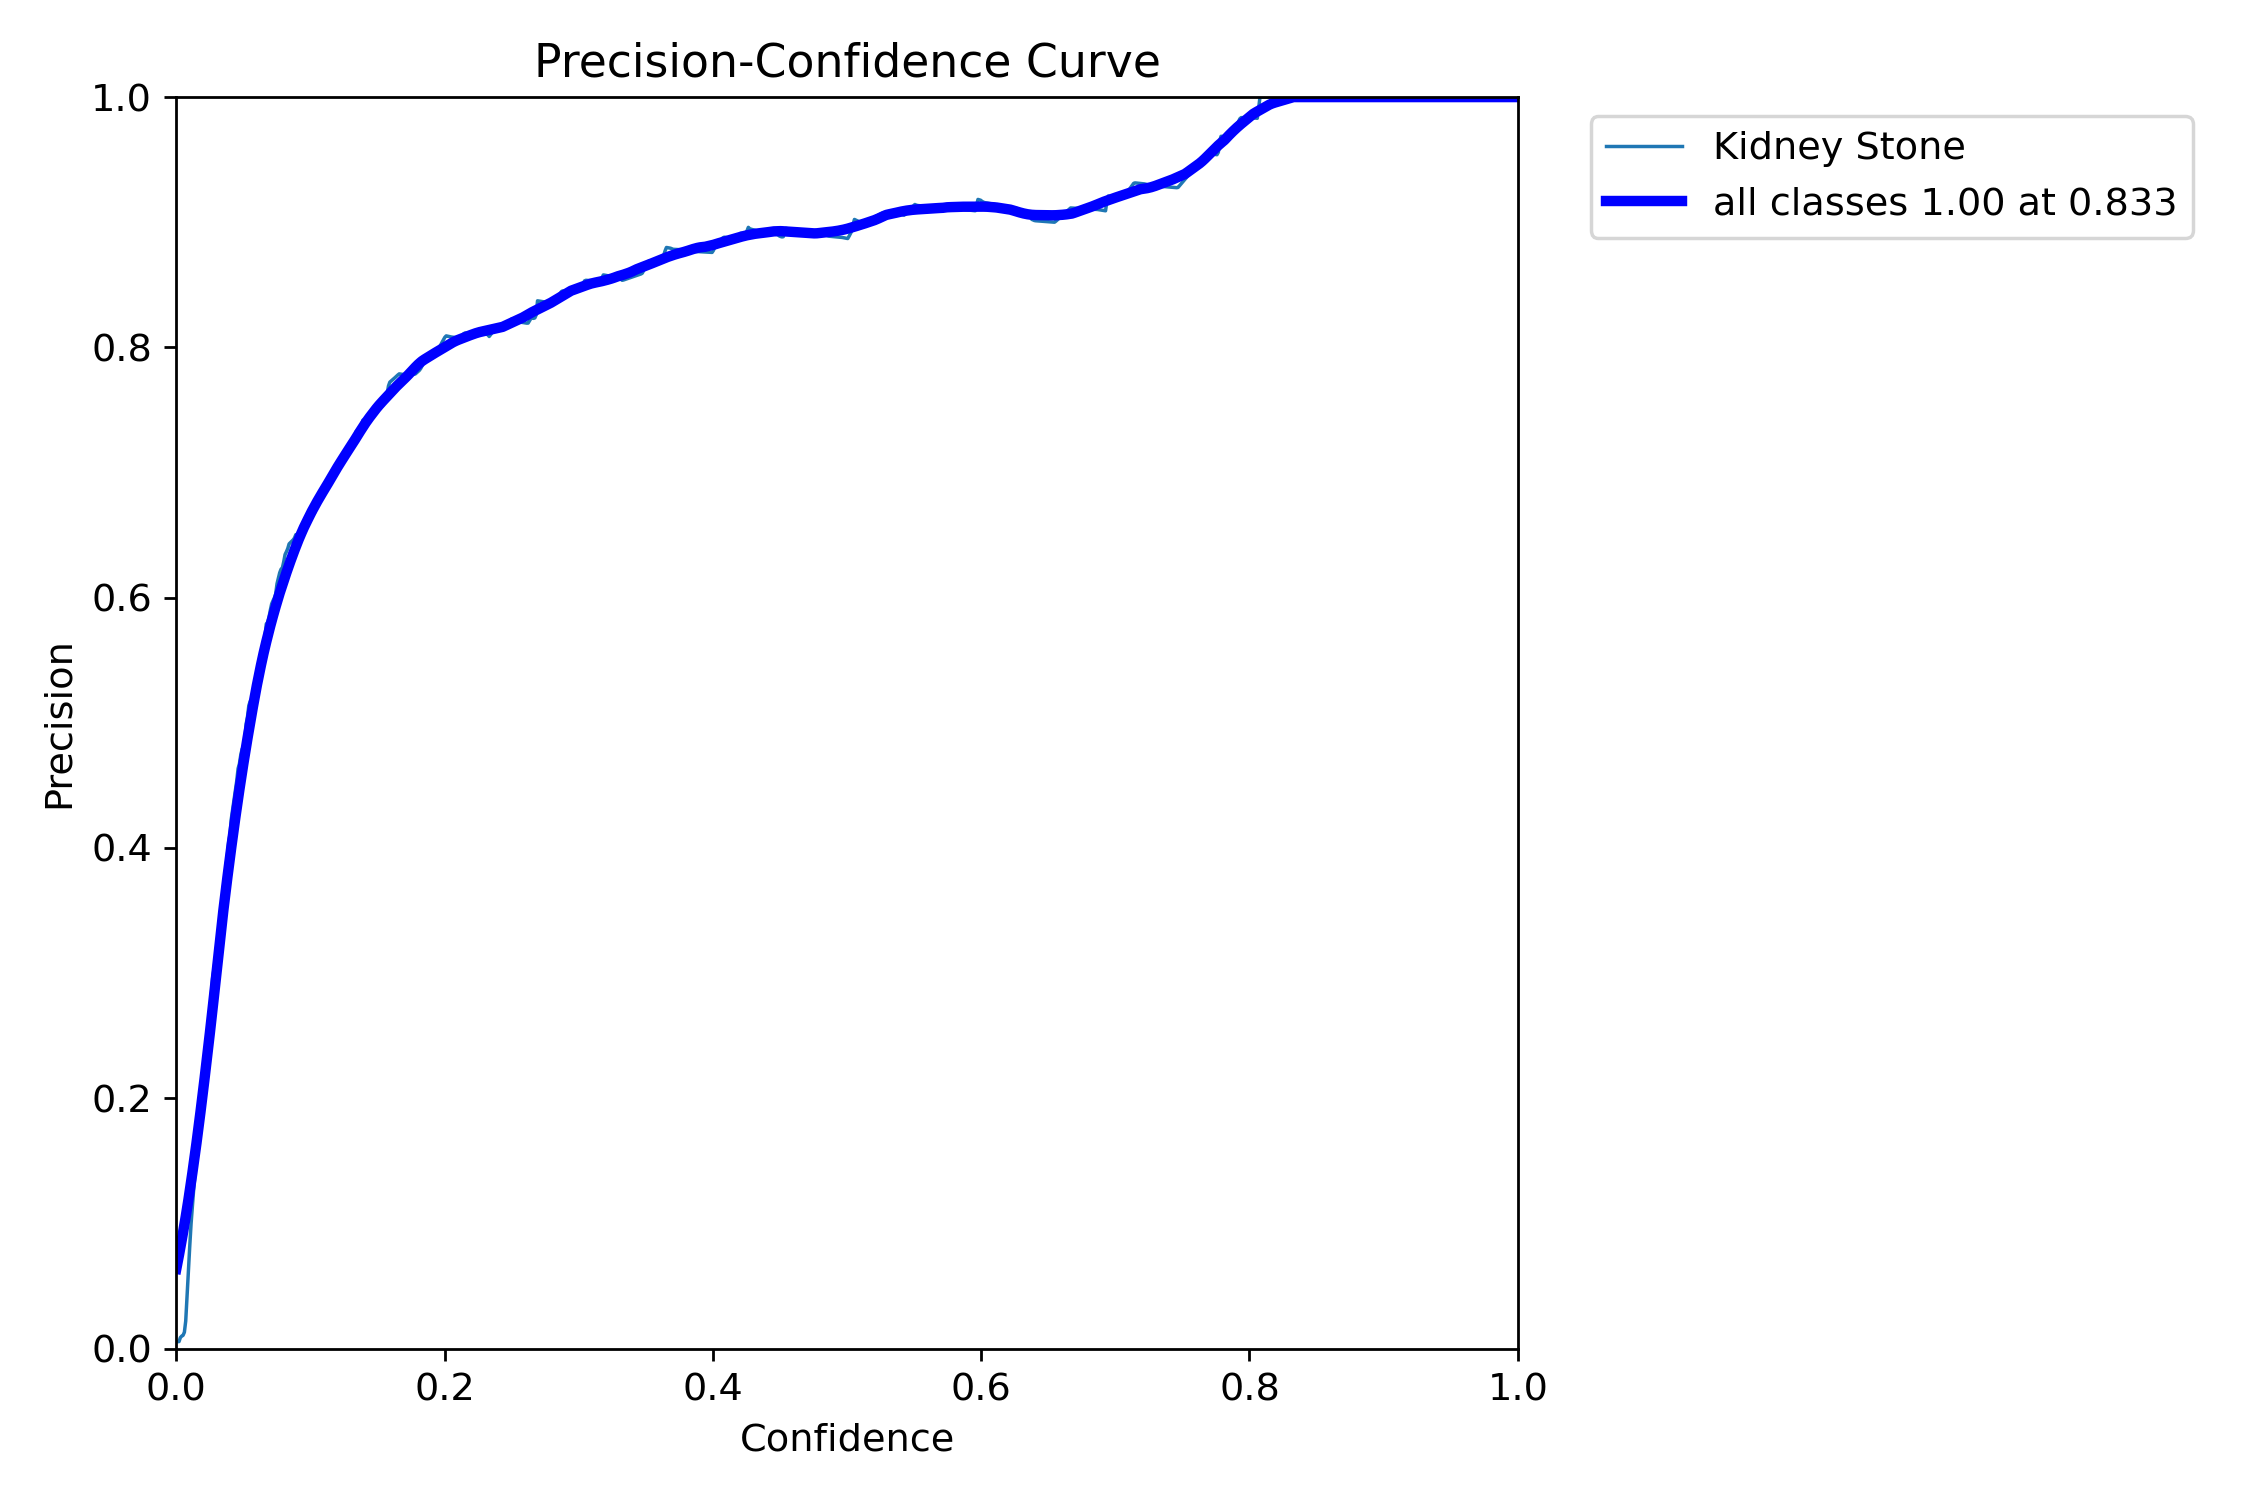 Precision-Confidence Curve
1.0
0.8
0.6
0.4
0.2
0.0
Precision
0.0 0.2 0.4 0.6 0.8 1.0
Confidence
Kidney Stone
all classes 1.00 at 0.833